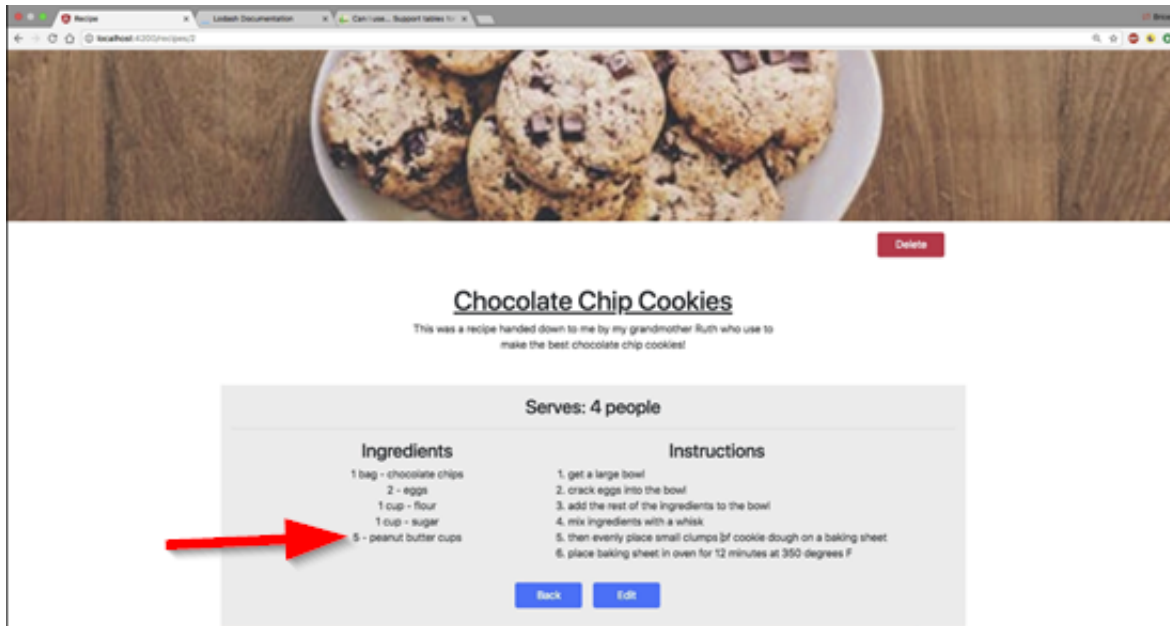 Recipe
Lodash Documentation
Can I use... Support tables for
localhost:4200/recipes/2
Delete
Chocolate Chip Cookies
This was a recipe handed down to me by my grandmother Ruth who use to
make the best chocolate chip cookies!
Serves: 4 people
Ingredients
1 bag - chocolate chips
2 - eggs
1 cup - flour
1 cup - sugar
5 - peanut butter cups
Instructions
1. get a large bowl
2. crack eggs into the bowl
3. add the rest of the ingredients to the bowl
4. mix ingredients with a whisk
5. then evenly place small clumps of cookie dough on a baking sheet
6. place baking sheet in oven for 12 minutes at 350 degrees F
Back
Edit